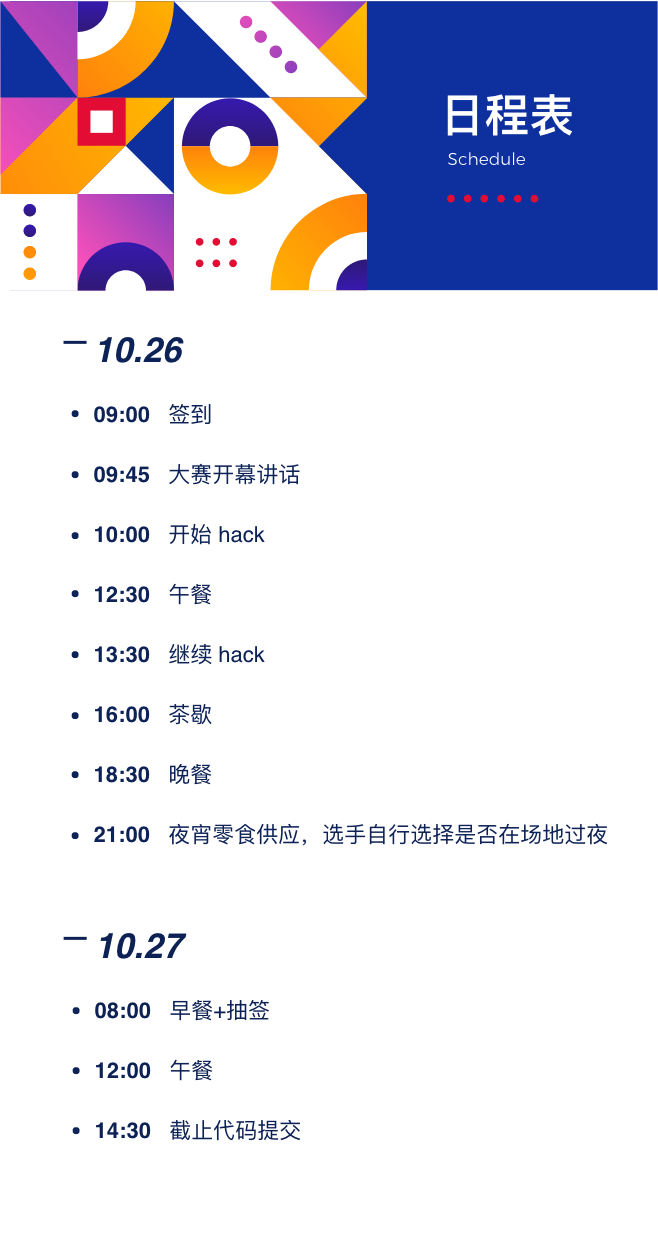 日程表
Schedule
10.26
09:00 签到
09:45 大赛开幕讲话
10:00 开始 hack
12:30 午餐
13:30 继续 hack
16:00 茶歇
18:30 晚餐
21:00 夜宵零食供应，选手自行选择是否在场地过夜
10.27
08:00 早餐+抽签
12:00 午餐
14:30 截止代码提交